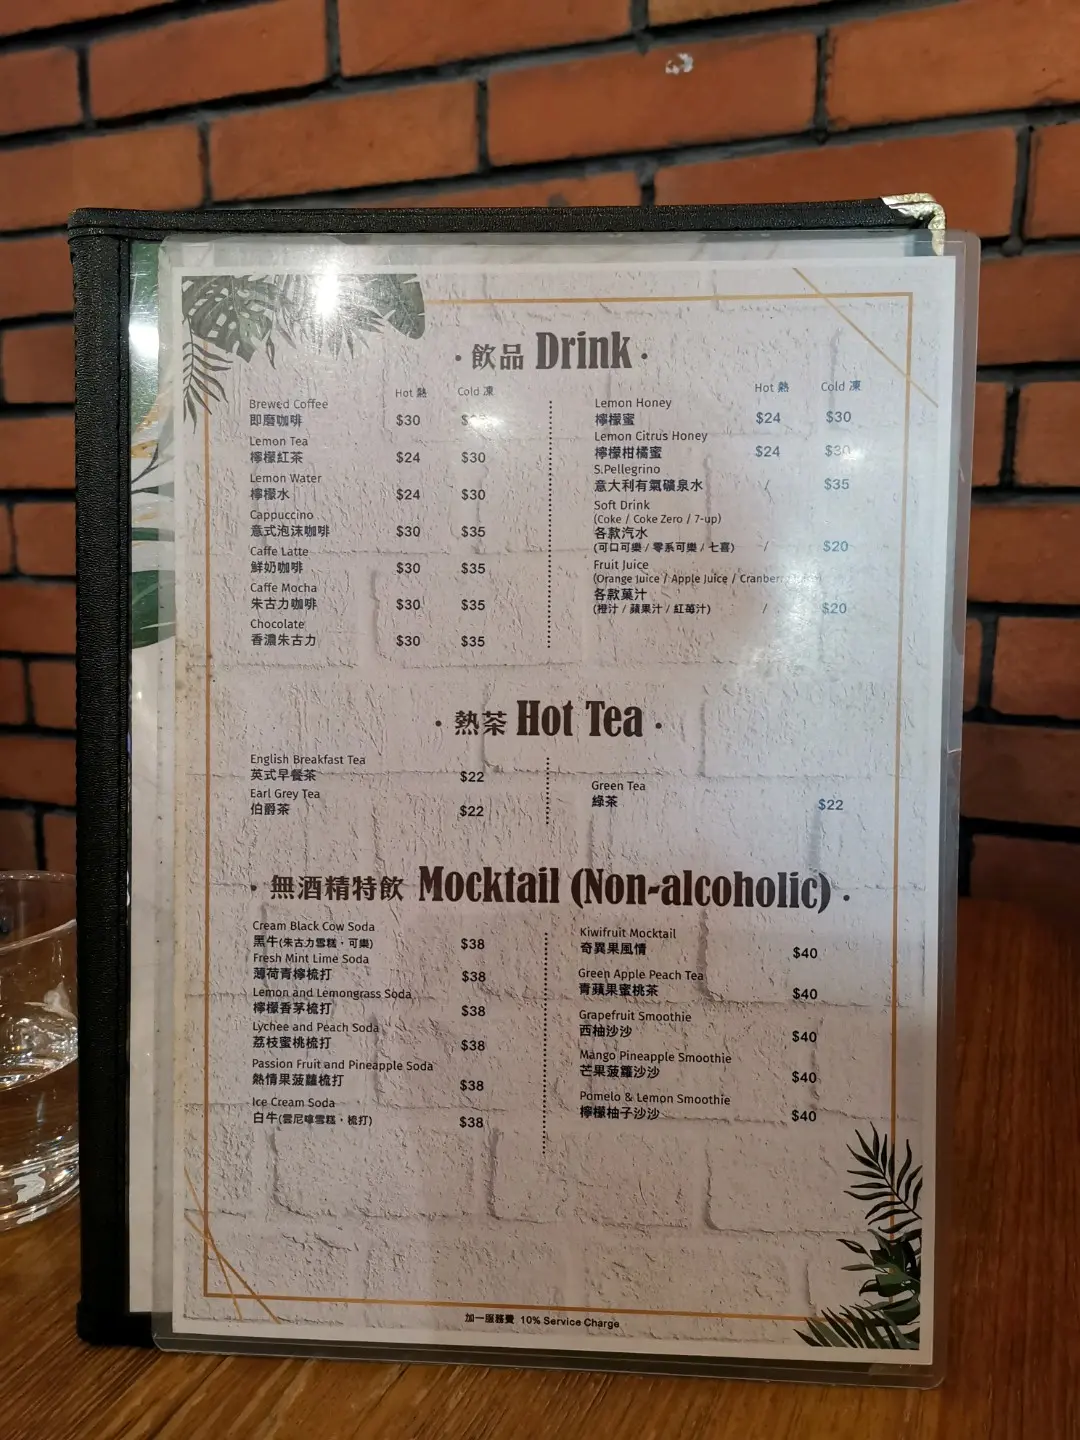 · 飲品 Drink ·
Hot 熱 Cold 凍
Brewed Coffee
即磨咖啡 $30
Lemon Tea
檸檬紅茶 $24 $30
Lemon Water
檸檬水 $24 $30
Cappuccino
意式泡沫咖啡 $30 $35
Caffe Latte
鮮奶咖啡 $30 $35
Caffe Mocha
朱古力咖啡 $30 $35
Chocolate
香濃朱古力 $30 $35
Hot 熱 Cold 凍
Lemon Honey
檸檬蜜 $24 $30
Lemon Citrus Honey
檸檬柑橘蜜 $24 $30
S.Pellegrino
意大利有氣礦泉水 / $35
Soft Drink
(Coke / Coke Zero / 7-up)
各款汽水
(可口可樂 / 零系可樂 / 七喜) / $20
Fruit Juice
(Orange Juice / Apple Juice /
各款菓汁
(橙汁 / 蘋果汁 / 紅莓汁) / $20
· 熱茶 Hot Tea ·
English Breakfast Tea
英式早餐茶 $22
Earl Grey Tea
伯爵茶 $22
Green Tea
綠茶 $22
· 無酒精特飲 Mocktail (Non-alcoholic) ·
Cream Black Cow Soda
黑牛(朱古力雪糕・可樂) $38
Fresh Mint Lime Soda
薄荷青檸梳打 $38
Lemon and Lemongrass Soda
檸檬香茅梳打 $38
Lychee and Peach Soda
荔枝蜜桃梳打 $38
Passion Fruit and Pineapple Soda
熱情果菠蘿梳打 $38
Ice Cream Soda
白牛(雲尼嗱雪糕・梳打) $38
Kiwifruit Mocktail
奇異果風情 $40
Green Apple Peach Tea
青蘋果蜜桃茶 $40
Grapefruit Smoothie
西柚沙沙 $40
Mango Pineapple Smoothie
芒果菠蘿沙沙 $40
Pomelo & Lemon Smoothie
檸檬柚子沙沙 $40
加一服務費 10% Service Charge